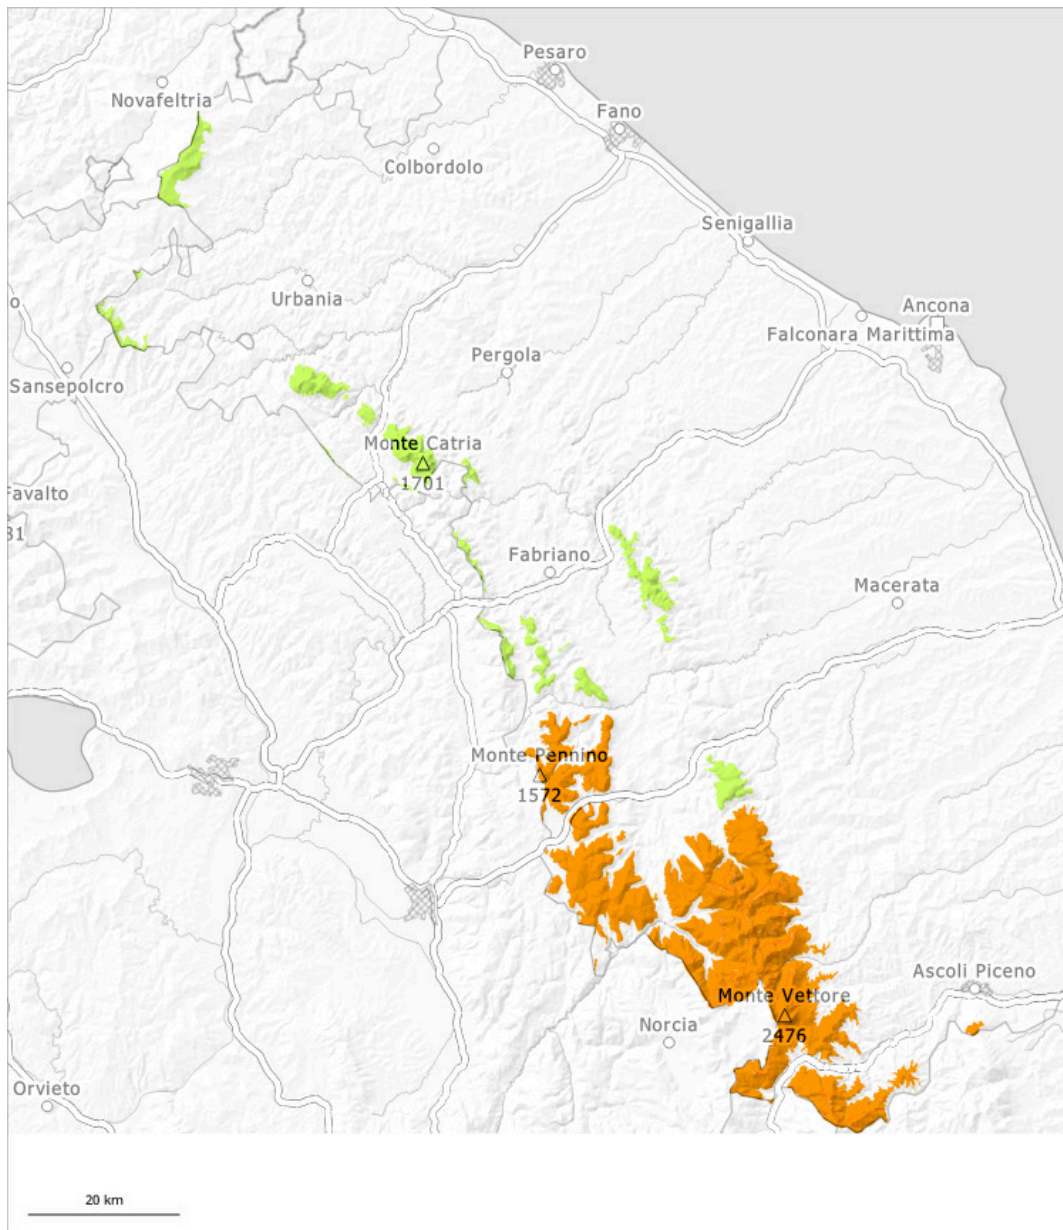 Pesaro
Novafeltria
Fano
Colbordolo
Senigallia
Urbania
Ancona
o
Falconara Marittima
Pergola
Sansepolcro
Monte Catria
1701
Favalto
31
Fabriano
Macerata
Monte Pennino
1572
Ascoli Piceno
Monte Vettore
Norcia
2476
Orvieto
20 km